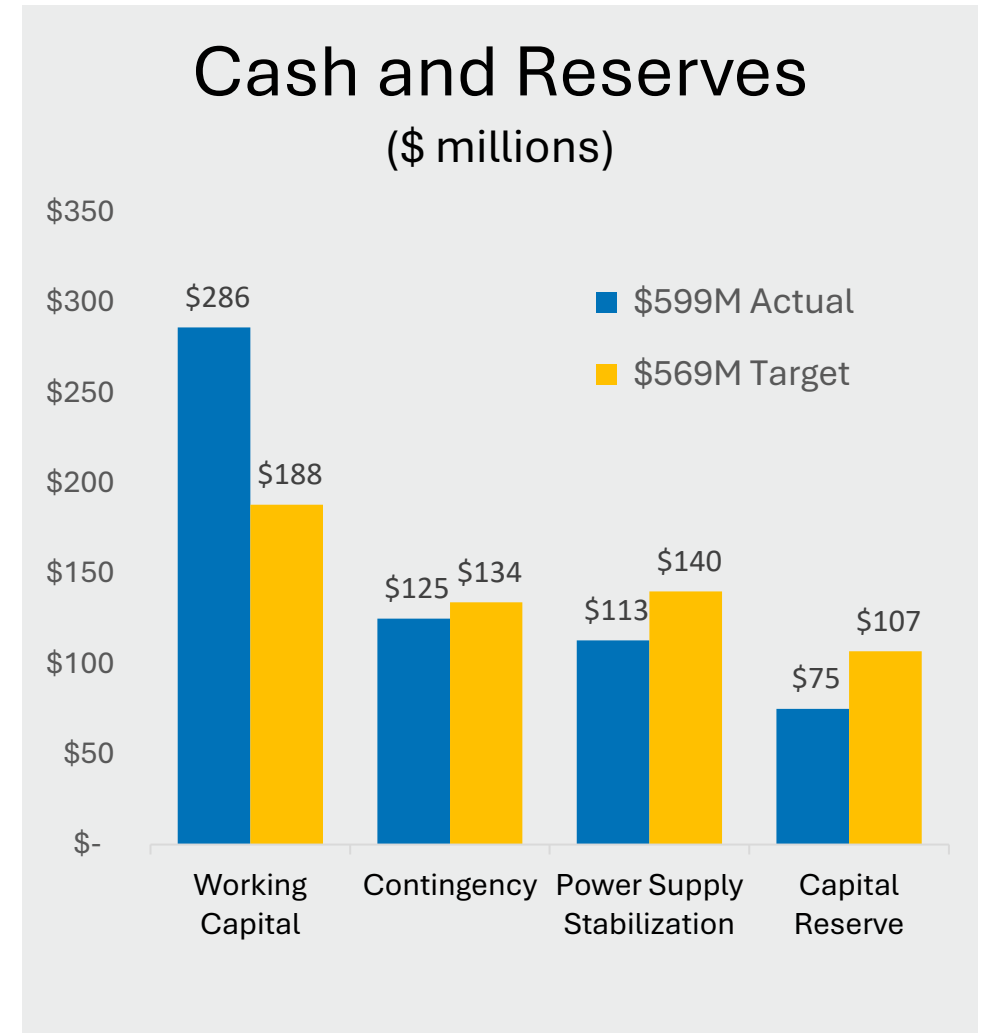 Cash and Reserves
($ millions)
$350
$300
$250
$200
$150
$100
$50
$-
$286
$188
$125
$134
$113
$140
$75
$107
$599M Actual
$569M Target
Working
Capital
Contingency
Power Supply
Stabilization
Capital
Reserve